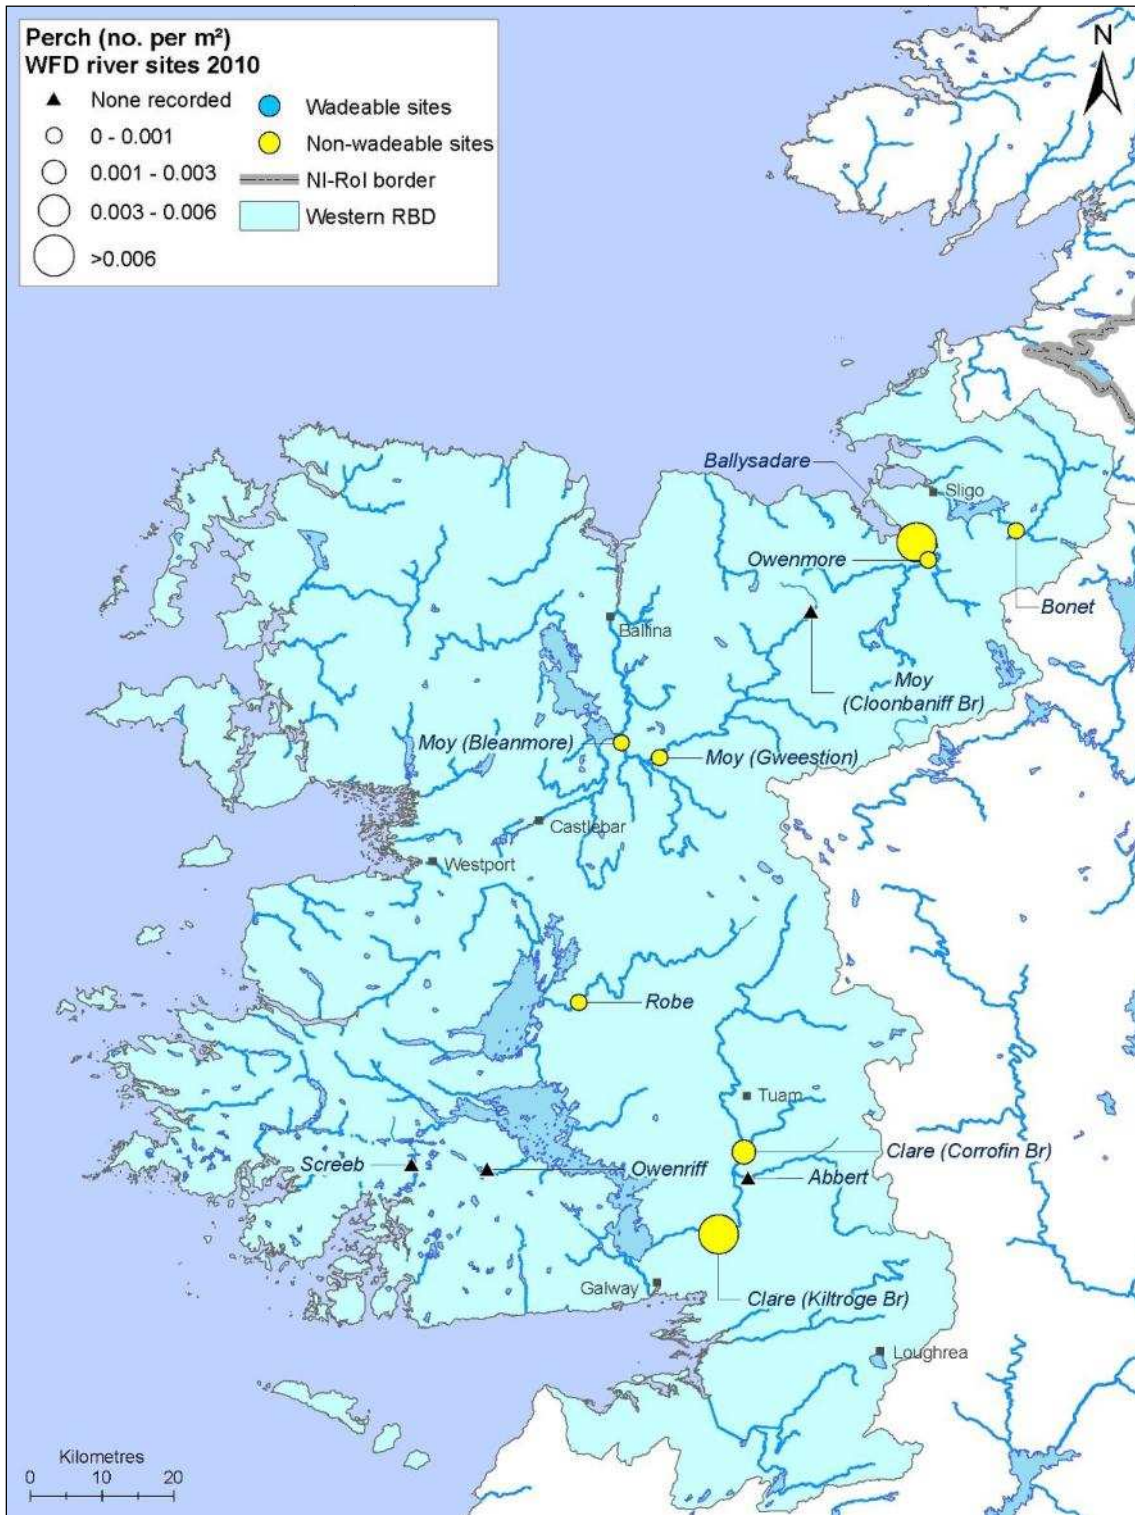 Perch (no. per m²)
WFD river sites 2010
None recorded
0 - 0.001
0.001 - 0.003
0.003 - 0.006
>0.006
Wadeable sites
Non-wadeable sites
NI-RoI border
Western RBD
N
Ballysadare
Sligo
Owenmore
Bonet
Ballina
Moy
(Cloonbaniff Br)
Moy (Bleanmore)
Moy (Gweestion)
Castlebar
Westport
Robe
Tuam
Clare (Corrofin Br)
Screeb
Owenriff
Abbert
Galway
Clare (Kiltroge Br)
Loughrea
Kilometres
0 10 20